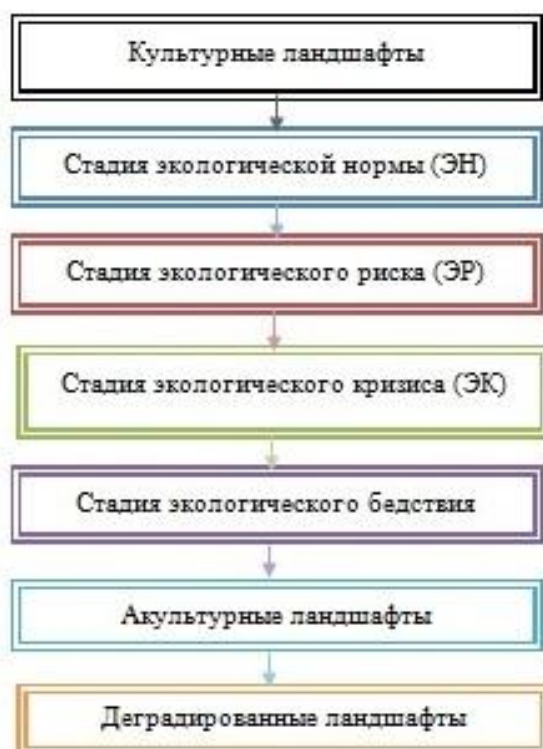 Культурные ландшафты
Стадия экологической нормы (ЭН)
Стадия экологического риска (ЭР)
Стадия экологического кризиса (ЭК)
Стадия экологического бедствия
Акультурные ландшафты
Деградированные ландшафты